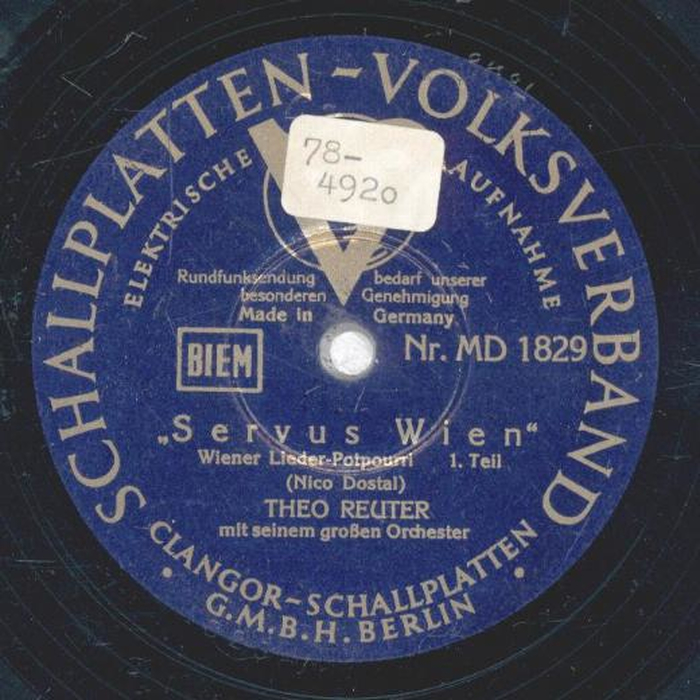 SCHALLPLATTEN-VOLKSVERBAND
ELEKTRISCHE AUFNAHME
78-
4920
Rundfunksendung bedarf unserer
besonderen Genehmigung
Made in Germany
BIEM
Nr. MD 1829
„Servus Wien“
Wiener Lieder-Potpourri 1. Teil
(Nico Dostal)
THEO REUTER
mit seinem großen Orchester
CLANGOR-SCHALLPLATTEN
G.M.B.H. BERLIN